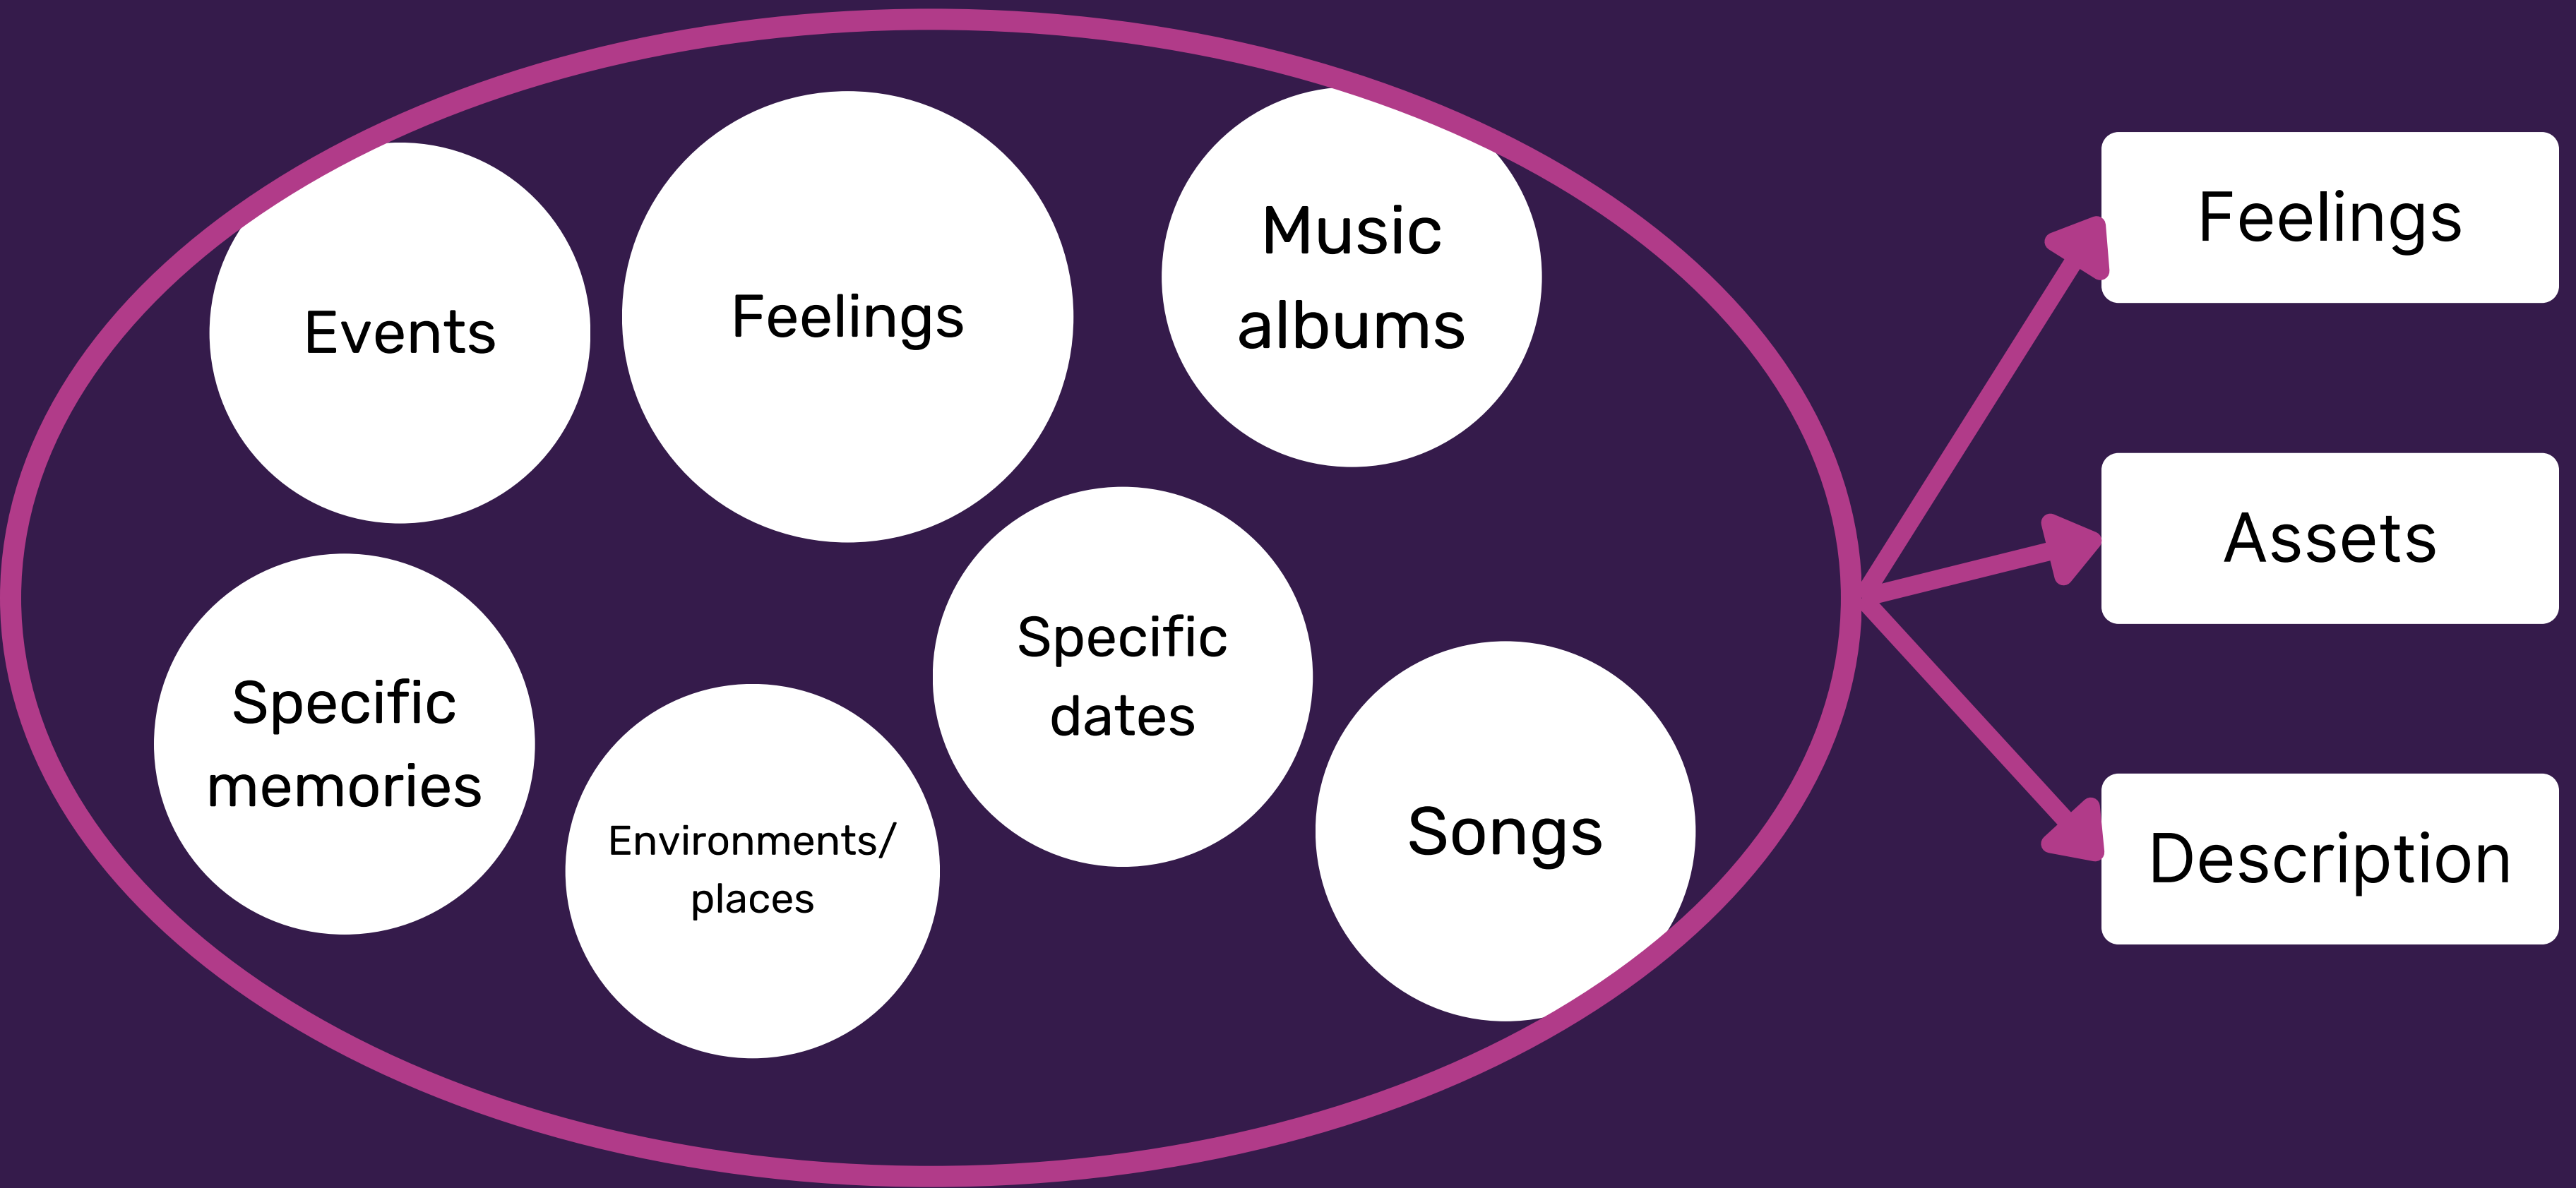 Events
Feelings
Music
albums
Specific
memories
Environments/
places
Specific
dates
Songs
Feelings
Assets
Description